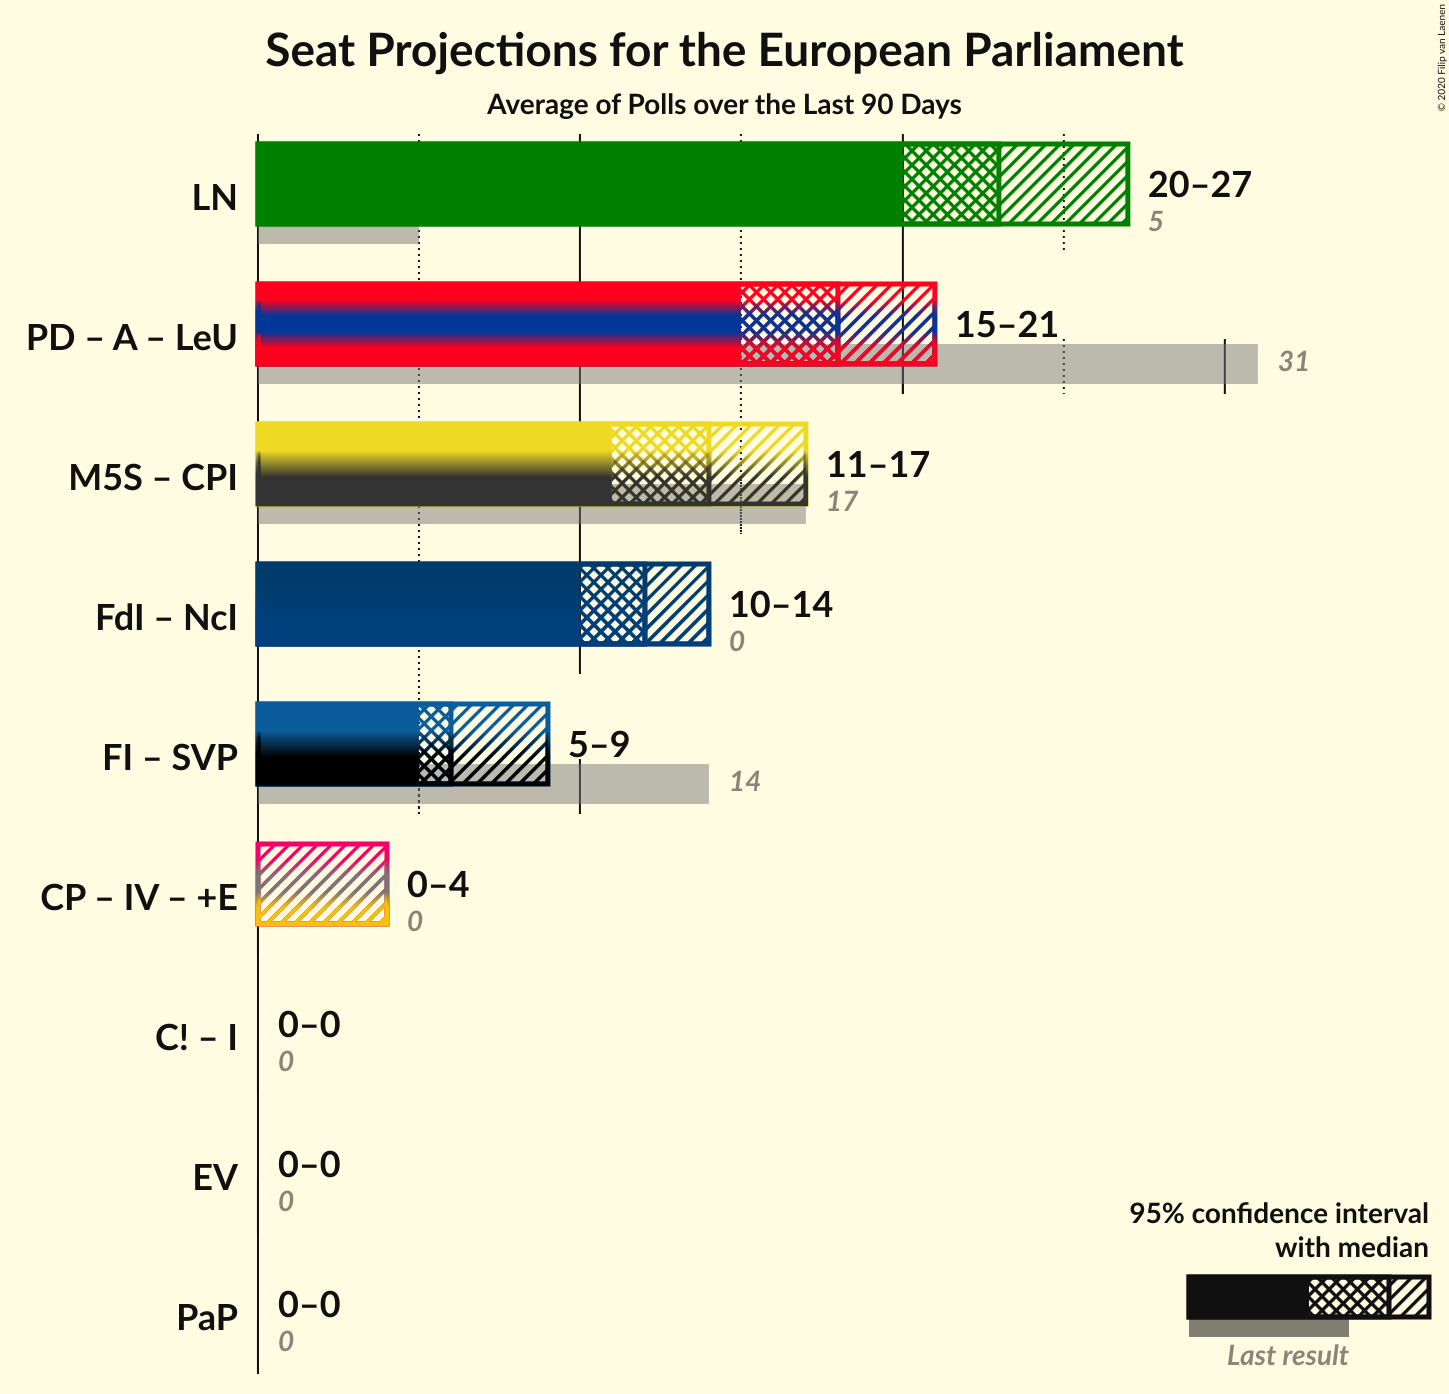 Seat Projections for the European Parliament
Average of Polls over the Last 90 Days
© 2020 Filip van Laenen
LN
20–27
5
PD – A – LeU
15–21
31
M5S – CPI
11–17
17
FdI – NcI
10–14
0
FI – SVP
5–9
14
CP – IV – +E
0–4
0
C! – I
0–0
0
EV
0–0
0
PaP
0–0
0
95% confidence interval
with median
Last result